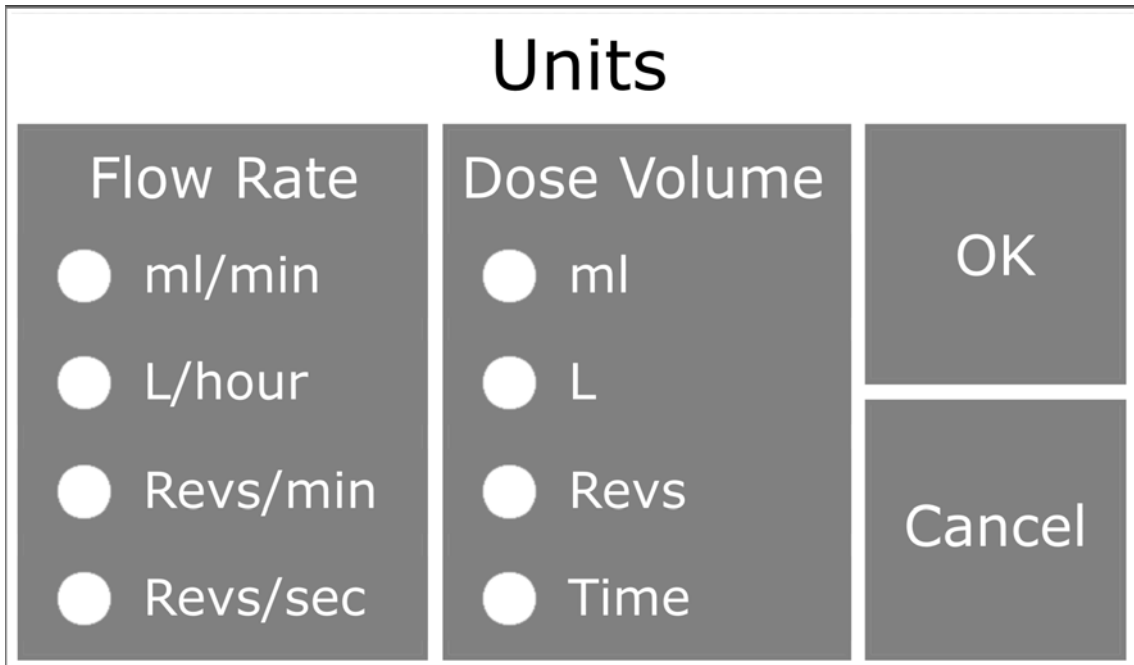 Units
Flow Rate
ml/min
L/hour
Revs/min
Revs/sec
Dose Volume
ml
L
Revs
Time
OK
Cancel